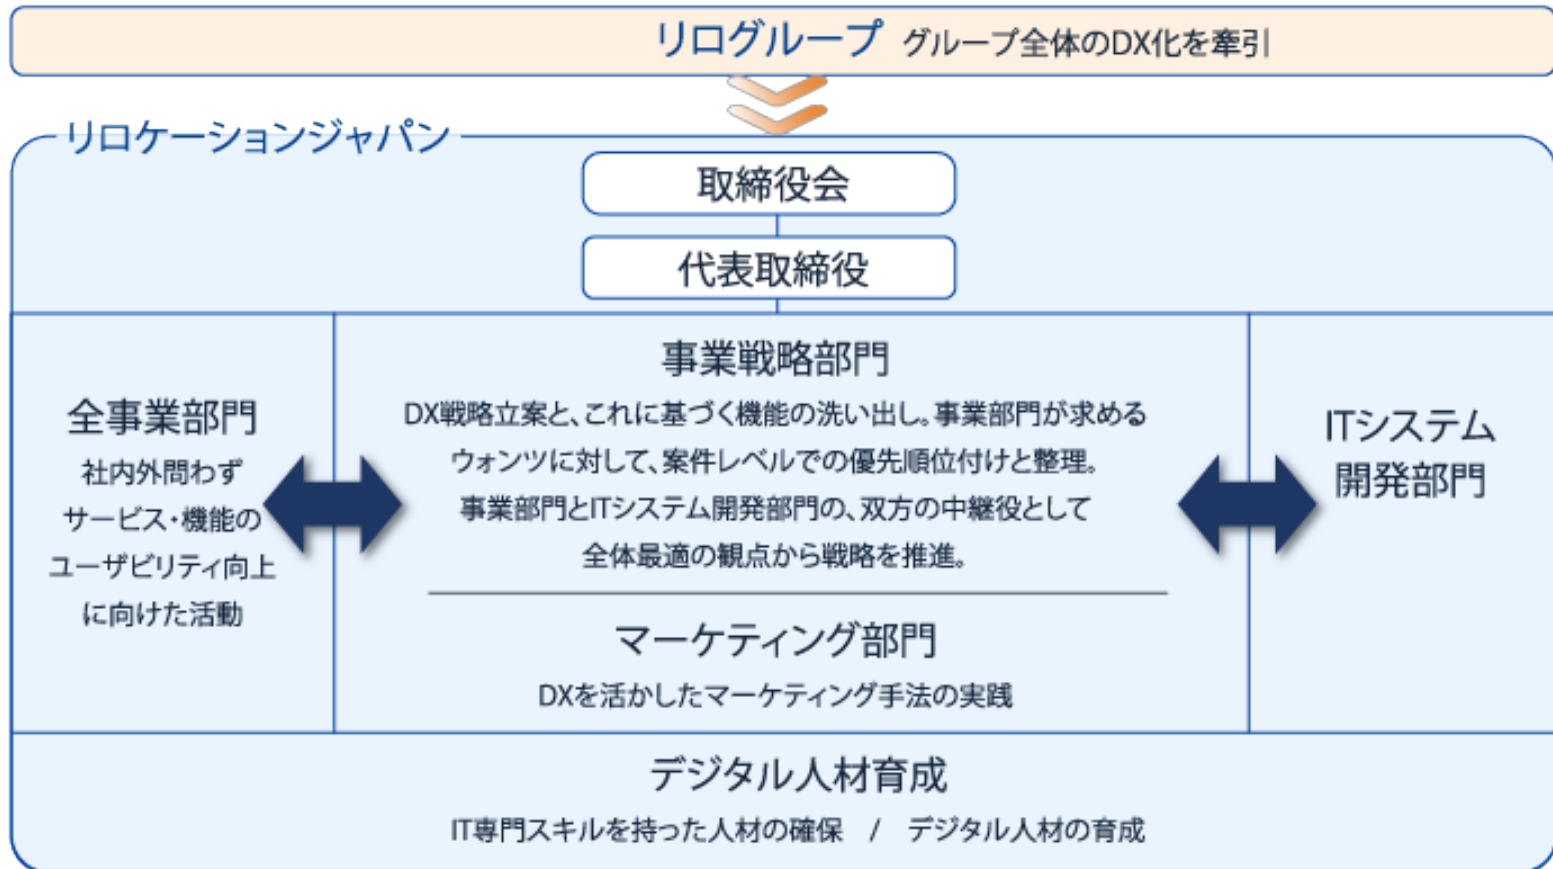 リログループ グループ全体のDX化を牽引
リロケーションジャパン
取締役会
代表取締役
全事業部門
社内外問わず
サービス・機能の
ユーザビリティ向上
に向けた活動
事業戦略部門
DX戦略立案と、これに基づく機能の洗い出し。事業部門が求める
ウォンツに対して、案件レベルでの優先順位付けと整理。
事業部門とITシステム開発部門の、双方の中継役として
全体最適の観点から戦略を推進。
マーケティング部門
DXを活かしたマーケティング手法の実践
ITシステム
開発部門
デジタル人材育成
IT専門スキルを持った人材の確保 / デジタル人材の育成